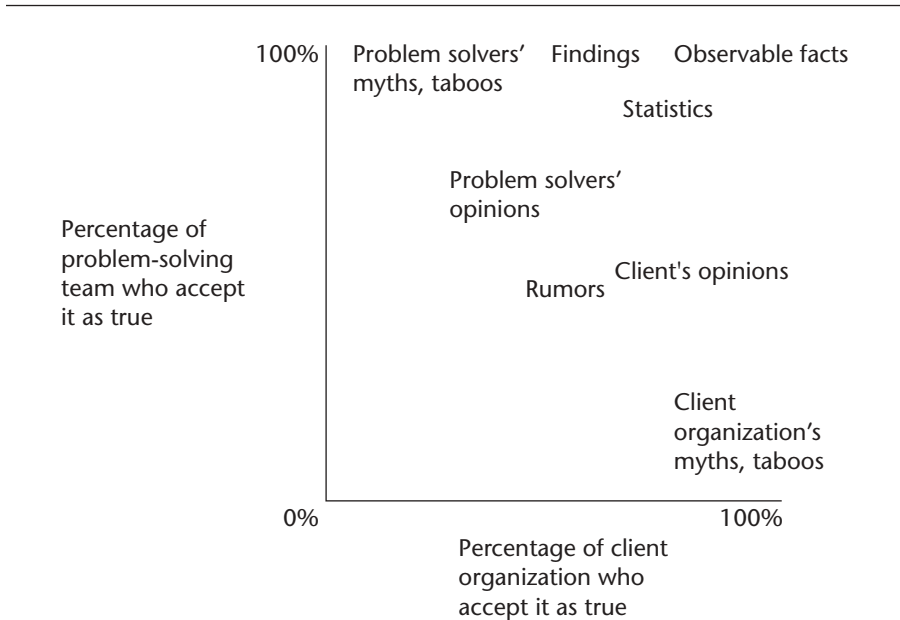 100% Problem solvers’ Findings Observable facts
myths, taboos
Statistics
Problem solvers’
opinions
Percentage of
problem-solving
team who accept
it as true
Client's opinions
Rumors
Client
organization’s
myths, taboos
0% 100%
Percentage of client
organization who
accept it as true